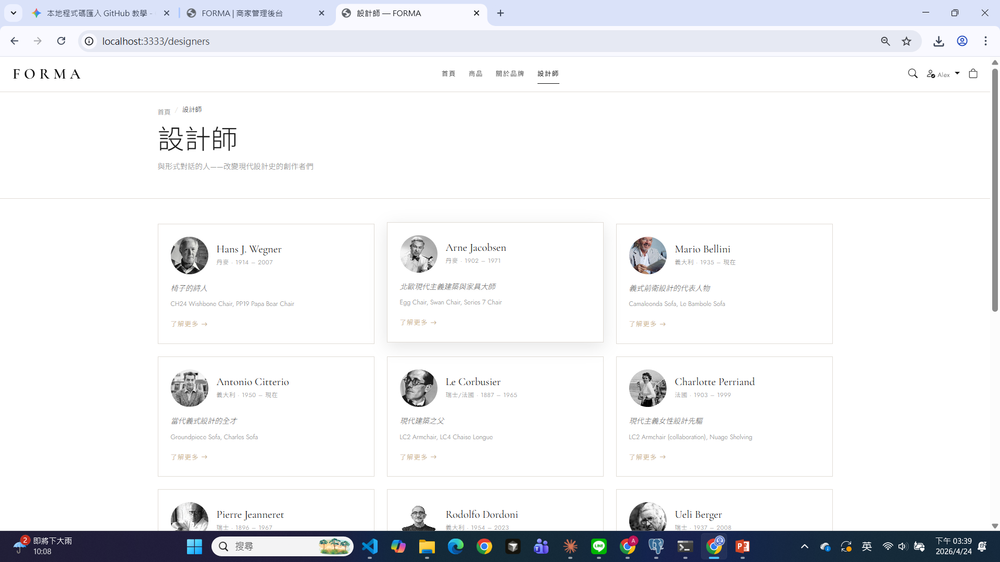 本地程式碼匯入 GitHub 教學 -
FORMA | 商家管理後台
設計師 — FORMA
localhost:3333/designers
FORMA
首頁
商品
關於品牌
設計師
Alex
首頁 / 設計師
設計師
與形式對話的人——改變現代設計史的創作者們
Hans J. Wegner
丹麥 · 1914 – 2007
椅子的詩人
CH24 Wishbone Chair, PP19 Papa Bear Chair
了解更多 →
Arne Jacobsen
丹麥 · 1902 – 1971
北歐現代主義建築與家具大師
Egg Chair, Swan Chair, Series 7 Chair
了解更多 →
Mario Bellini
義大利 · 1935 – 現在
義式前衛設計的代表人物
Camaleonda Sofa, Le Bambole Sofa
了解更多 →
Antonio Citterio
義大利 · 1950 – 現在
當代義式設計的全才
Groundpiece Sofa, Charles Sofa
了解更多 →
Le Corbusier
瑞士/法國 · 1887 – 1965
現代建築之父
LC2 Armchair, LC4 Chaise Longue
了解更多 →
Charlotte Perriand
法國 · 1903 – 1999
現代主義女性設計先驅
LC2 Armchair (collaboration), Nuage Shelving
了解更多 →
Pierre Jeanneret
瑞士 · 1896 – 1967
Rodolfo Dordoni
義大利 · 1954 – 2023
Ueli Berger
瑞士 · 1937 – 2008
2
即將下大雨
10:08
搜尋
LINE
A
英
下午 03:39
2026/4/24